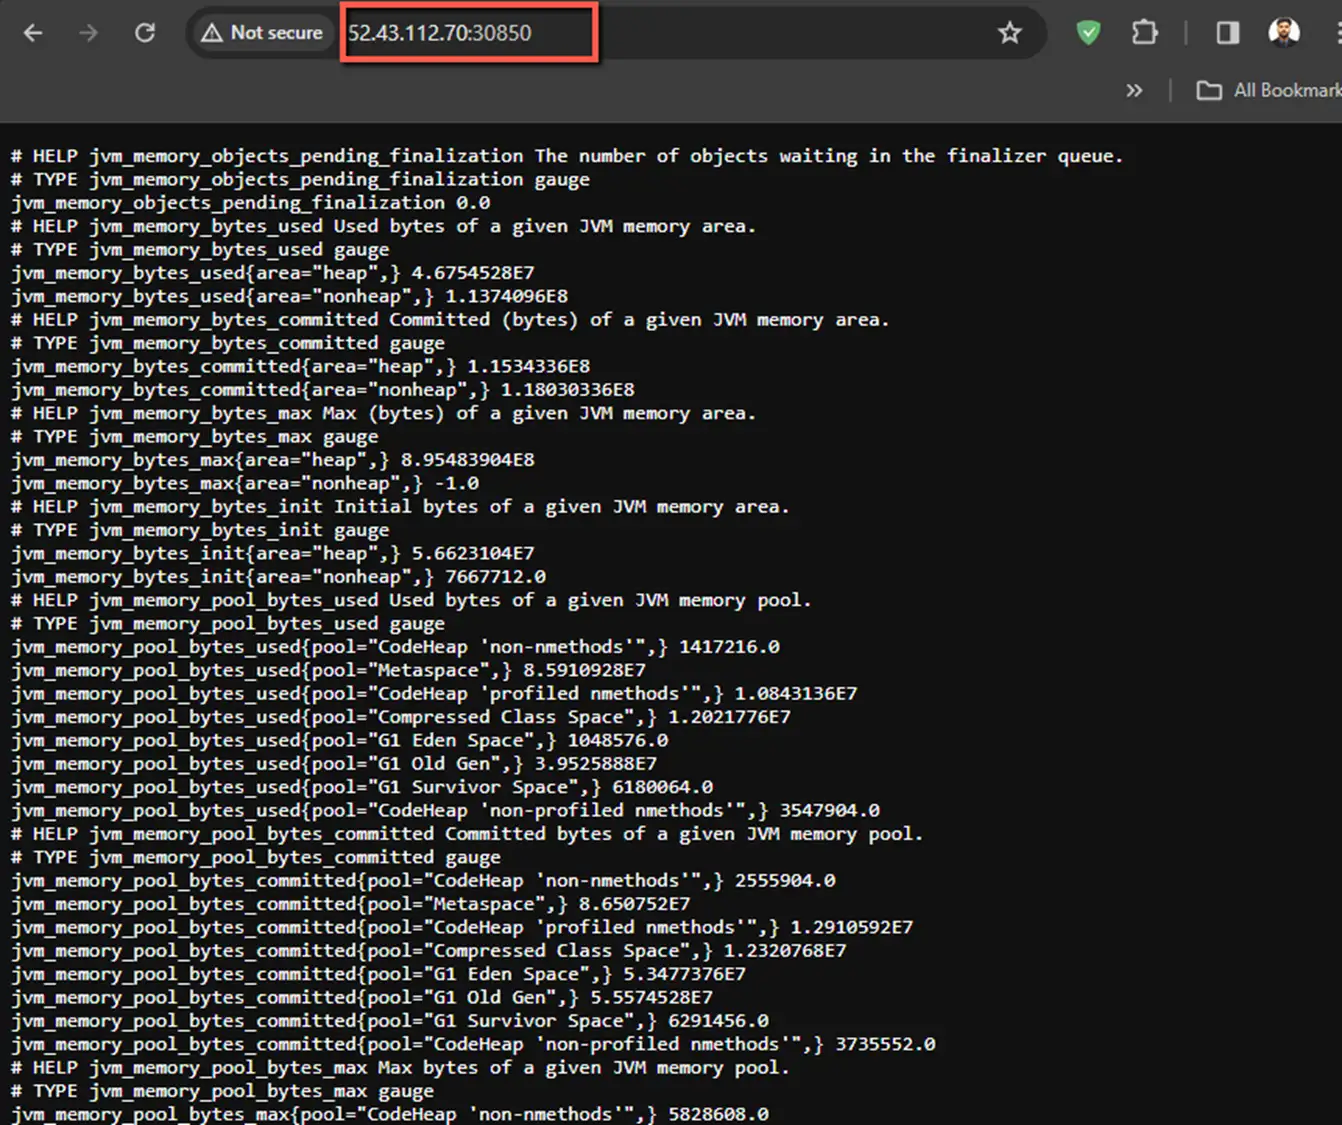 Not secure 52.43.112.70:30850
» All Bookmark
# HELP jvm_memory_objects_pending_finalization The number of objects waiting in the finalizer queue.
# TYPE jvm_memory_objects_pending_finalization gauge
jvm_memory_objects_pending_finalization 0.0
# HELP jvm_memory_bytes_used Used bytes of a given JVM memory area.
# TYPE jvm_memory_bytes_used gauge
jvm_memory_bytes_used{area="heap",} 4.6754528E7
jvm_memory_bytes_used{area="nonheap",} 1.1374096E8
# HELP jvm_memory_bytes_committed Committed (bytes) of a given JVM memory area.
# TYPE jvm_memory_bytes_committed gauge
jvm_memory_bytes_committed{area="heap",} 1.1534336E8
jvm_memory_bytes_committed{area="nonheap",} 1.18030336E8
# HELP jvm_memory_bytes_max Max (bytes) of a given JVM memory area.
# TYPE jvm_memory_bytes_max gauge
jvm_memory_bytes_max{area="heap",} 8.95483904E8
jvm_memory_bytes_max{area="nonheap",} -1.0
# HELP jvm_memory_bytes_init Initial bytes of a given JVM memory area.
# TYPE jvm_memory_bytes_init gauge
jvm_memory_bytes_init{area="heap",} 5.6623104E7
jvm_memory_bytes_init{area="nonheap",} 7667712.0
# HELP jvm_memory_pool_bytes_used Used bytes of a given JVM memory pool.
# TYPE jvm_memory_pool_bytes_used gauge
jvm_memory_pool_bytes_used{pool="CodeHeap 'non-nmethods'",} 1417216.0
jvm_memory_pool_bytes_used{pool="Metaspace",} 8.5910928E7
jvm_memory_pool_bytes_used{pool="CodeHeap 'profiled nmethods'",} 1.0843136E7
jvm_memory_pool_bytes_used{pool="Compressed Class Space",} 1.2021776E7
jvm_memory_pool_bytes_used{pool="G1 Eden Space",} 1048576.0
jvm_memory_pool_bytes_used{pool="G1 Old Gen",} 3.9525888E7
jvm_memory_pool_bytes_used{pool="G1 Survivor Space",} 6180064.0
jvm_memory_pool_bytes_used{pool="CodeHeap 'non-profiled nmethods'",} 3547904.0
# HELP jvm_memory_pool_bytes_committed Committed bytes of a given JVM memory pool.
# TYPE jvm_memory_pool_bytes_committed gauge
jvm_memory_pool_bytes_committed{pool="CodeHeap 'non-nmethods'",} 2555904.0
jvm_memory_pool_bytes_committed{pool="Metaspace",} 8.650752E7
jvm_memory_pool_bytes_committed{pool="CodeHeap 'profiled nmethods'",} 1.2910592E7
jvm_memory_pool_bytes_committed{pool="Compressed Class Space",} 1.2320768E7
jvm_memory_pool_bytes_committed{pool="G1 Eden Space",} 5.3477376E7
jvm_memory_pool_bytes_committed{pool="G1 Old Gen",} 5.5574528E7
jvm_memory_pool_bytes_committed{pool="G1 Survivor Space",} 6291456.0
jvm_memory_pool_bytes_committed{pool="CodeHeap 'non-profiled nmethods'",} 3735552.0
# HELP jvm_memory_pool_bytes_max Max bytes of a given JVM memory pool.
# TYPE jvm_memory_pool_bytes_max gauge
jvm_memory_pool_bytes_max{pool="CodeHeap 'non-nmethods'",} 5828608.0